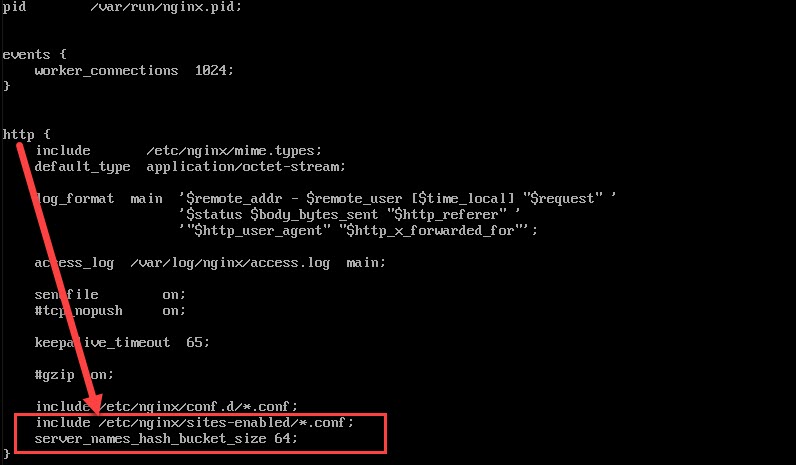 pid        /var/run/nginx.pid;
events {
    worker_connections  1024;
}
http {
    include       /etc/nginx/mime.types;
    default_type  application/octet-stream;
    log_format  main  '$remote_addr - $remote_user [$time_local] "$request" '
                      '$status $body_bytes_sent "$http_referer" '
                      '"$http_user_agent" "$http_x_forwarded_for"';
    access_log  /var/log/nginx/access.log  main;
    sendfile        on;
    #tcp_nopush     on;
    keepalive_timeout  65;
    #gzip  on;
    include /etc/nginx/conf.d/*.conf;
    include /etc/nginx/sites-enabled/*.conf;
    server_names_hash_bucket_size 64;
}